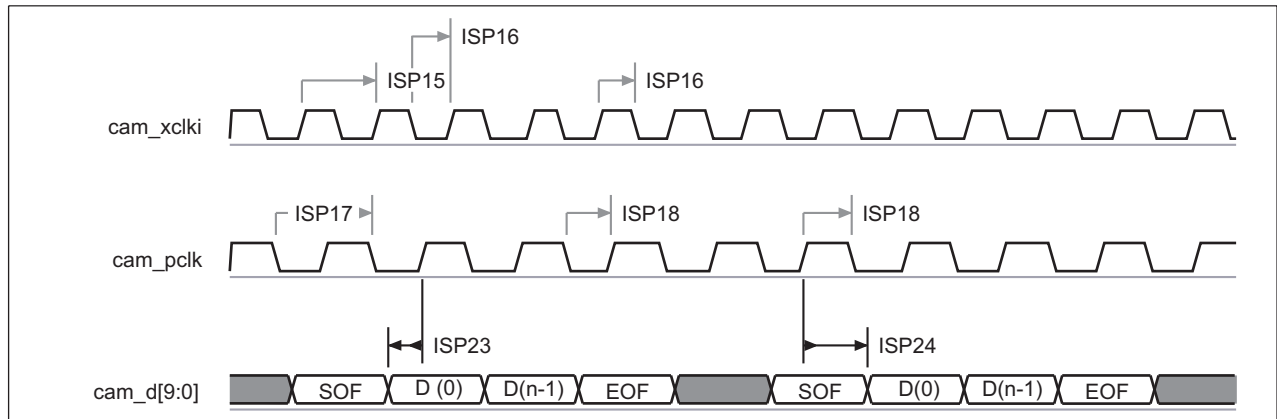 ISP16
ISP15
ISP16
cam_xclki
ISP17
ISP18
ISP18
cam_pclk
ISP23
ISP24
cam_d[9:0]
SOF
D (0)
D(n-1)
EOF
SOF
D(0)
D(n-1)
EOF